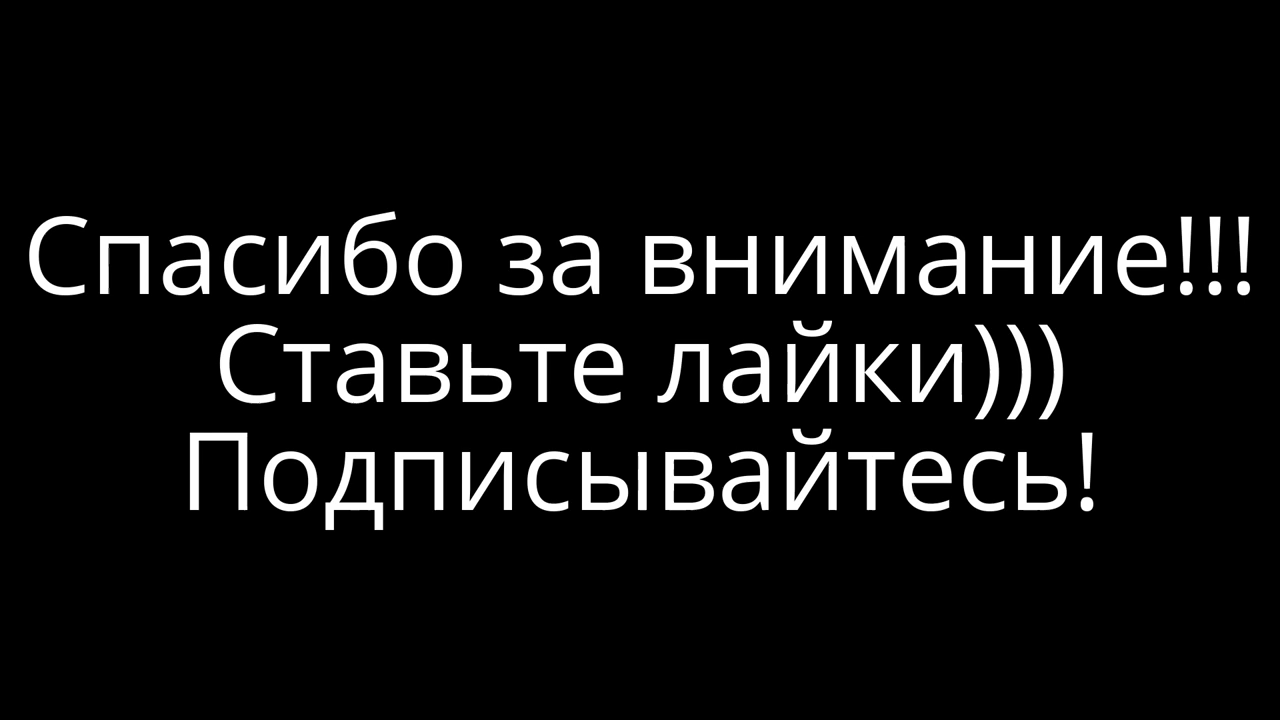 Спасибо за внимание!!!
Ставьте лайки)))
Подписывайтесь!